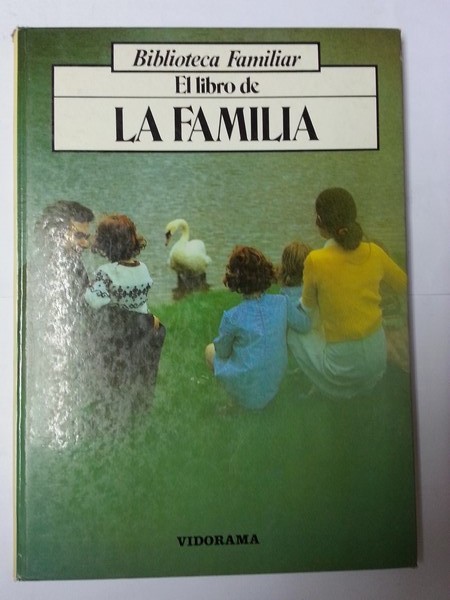 Biblioteca Familiar
El libro de
LA FAMILIA
VIDORAMA